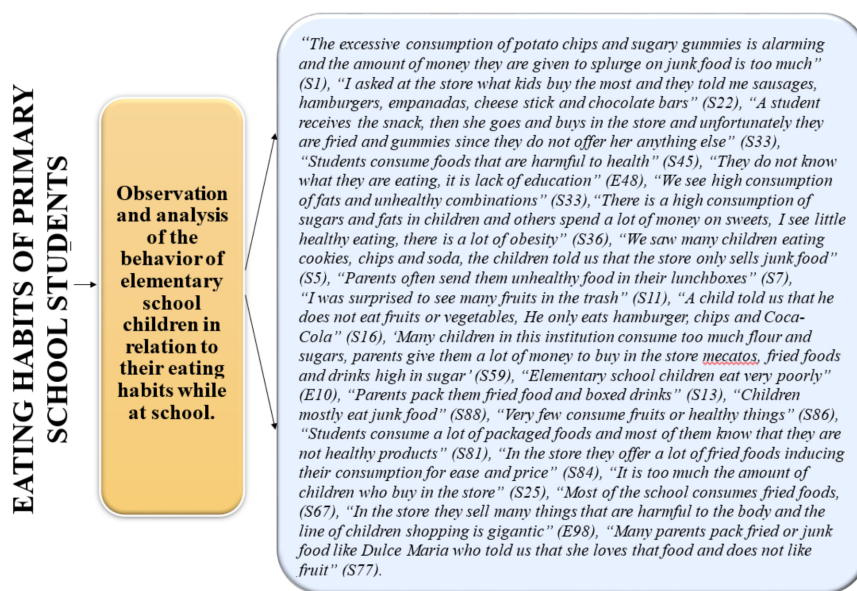 EATING HABITS OF PRIMARY
SCHOOL STUDENTS
Observation
and analysis
of the
behavior of
elementary
school
children in
relation to
their eating
habits while
at school.
“The excessive consumption of potato chips and sugary gummies is alarming
and the amount of money they are given to splurge on junk food is too much”
(S1), “I asked at the store what kids buy the most and they told me sausages,
hamburgers, empanadas, cheese stick and chocolate bars” (S22), “A student
receives the snack, then she goes and buys in the store and unfortunately they
are fried and gummies since they do not offer her anything else” (S33),
“Students consume foods that are harmful to health” (S45), “They do not know
what they are eating, it is lack of education” (E48), “We see high consumption
of fats and unhealthy combinations” (S33),“There is a high consumption of
sugars and fats in children and others spend a lot of money on sweets, I see little
healthy eating, there is a lot of obesity” (S36), “We saw many children eating
cookies, chips and soda, the children told us that the store only sells junk food”
(S5), “Parents often send them unhealthy food in their lunchboxes” (S7),
“I was surprised to see many fruits in the trash” (S11), “A child told us that he
does not eat fruits or vegetables, He only eats hamburger, chips and Coca-
Cola” (S16), ‘Many children in this institution consume too much flour and
sugars, parents give them a lot of money to buy in the store mecatos, fried foods
and drinks high in sugar’ (S59), “Elementary school children eat very poorly”
(E10), “Parents pack them fried food and boxed drinks” (S13), “Children
mostly eat junk food” (S88), “Very few consume fruits or healthy things” (S86),
“Students consume a lot of packaged foods and most of them know that they are
not healthy products” (S81), “In the store they offer a lot of fried foods inducing
their consumption for ease and price” (S84), “It is too much the amount of
children who buy in the store” (S25), “Most of the school consumes fried foods,
(S67), “In the store they sell many things that are harmful to the body and the
line of children shopping is gigantic” (E98), “Many parents pack fried or junk
food like Dulce Maria who told us that she loves that food and does not like
fruit” (S77).